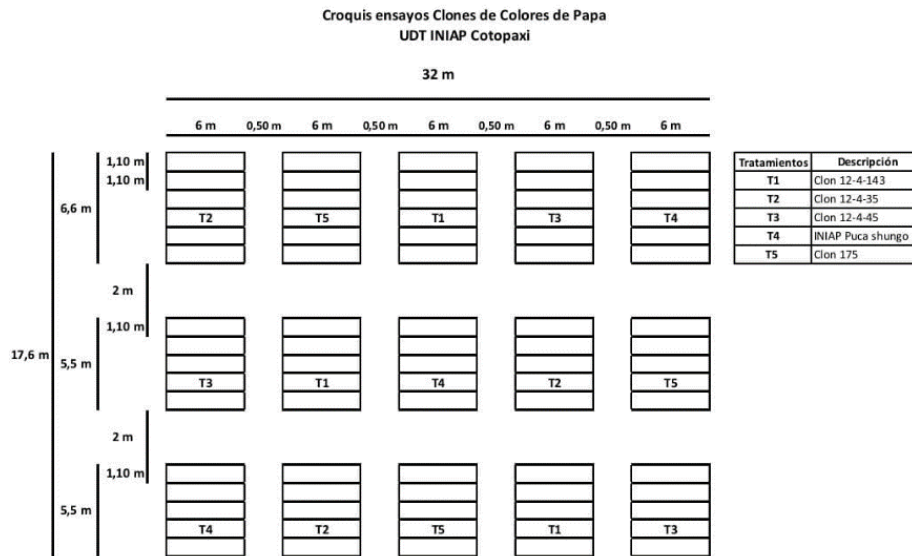 Croquis ensayos Clones de Colores de Papa
UDT INIAP Cotopaxi
32 m
6 m 0,50 m 6 m 0,50 m 6 m 0,50 m 6 m 0,50 m 6 m
1,10 m
1,10 m
6,6 m
T2 T5 T1 T3 T4
Tratamientos Descripción
T1 Clon 12-4-143
T2 Clon 12-4-35
T3 Clon 12-4-45
T4 INIAP Puca shungo
T5 Clon 175
2 m
1,10 m
17,6 m
5,5 m
T3 T1 T4 T2 T5
2 m
1,10 m
5,5 m
T4 T2 T5 T1 T3